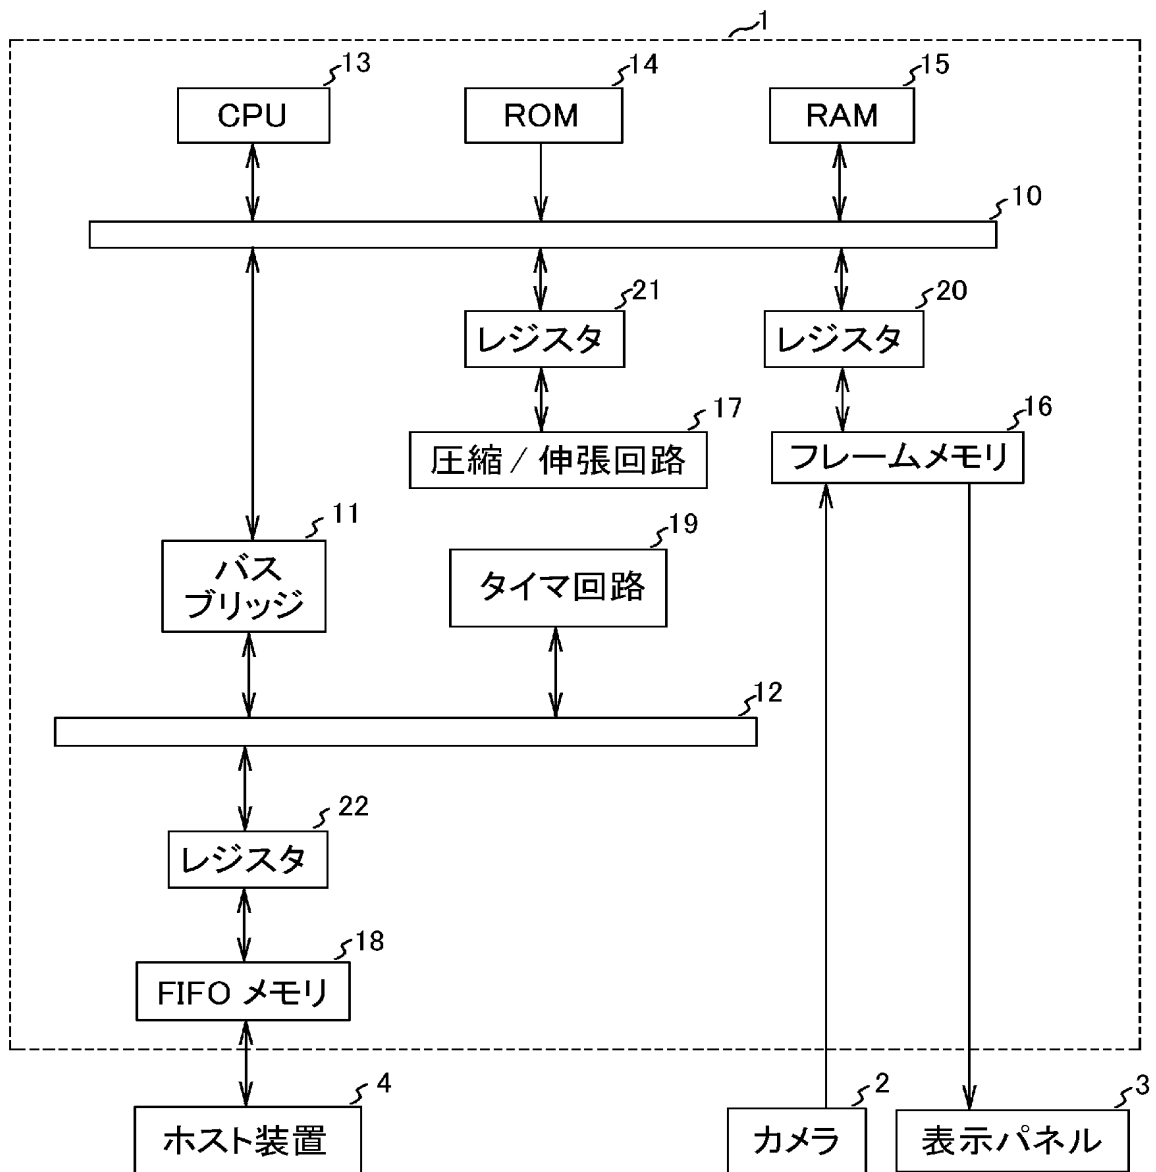 1
13
14
15
CPU
ROM
RAM
10
21
20
レジスタ
レジスタ
17
16
圧縮 / 伸張回路
フレームメモリ
11
19
バス
ブリッジ
タイマ回路
12
22
レジスタ
18
FIFO メモリ
4
2
3
ホスト装置
カメラ
表示パネル